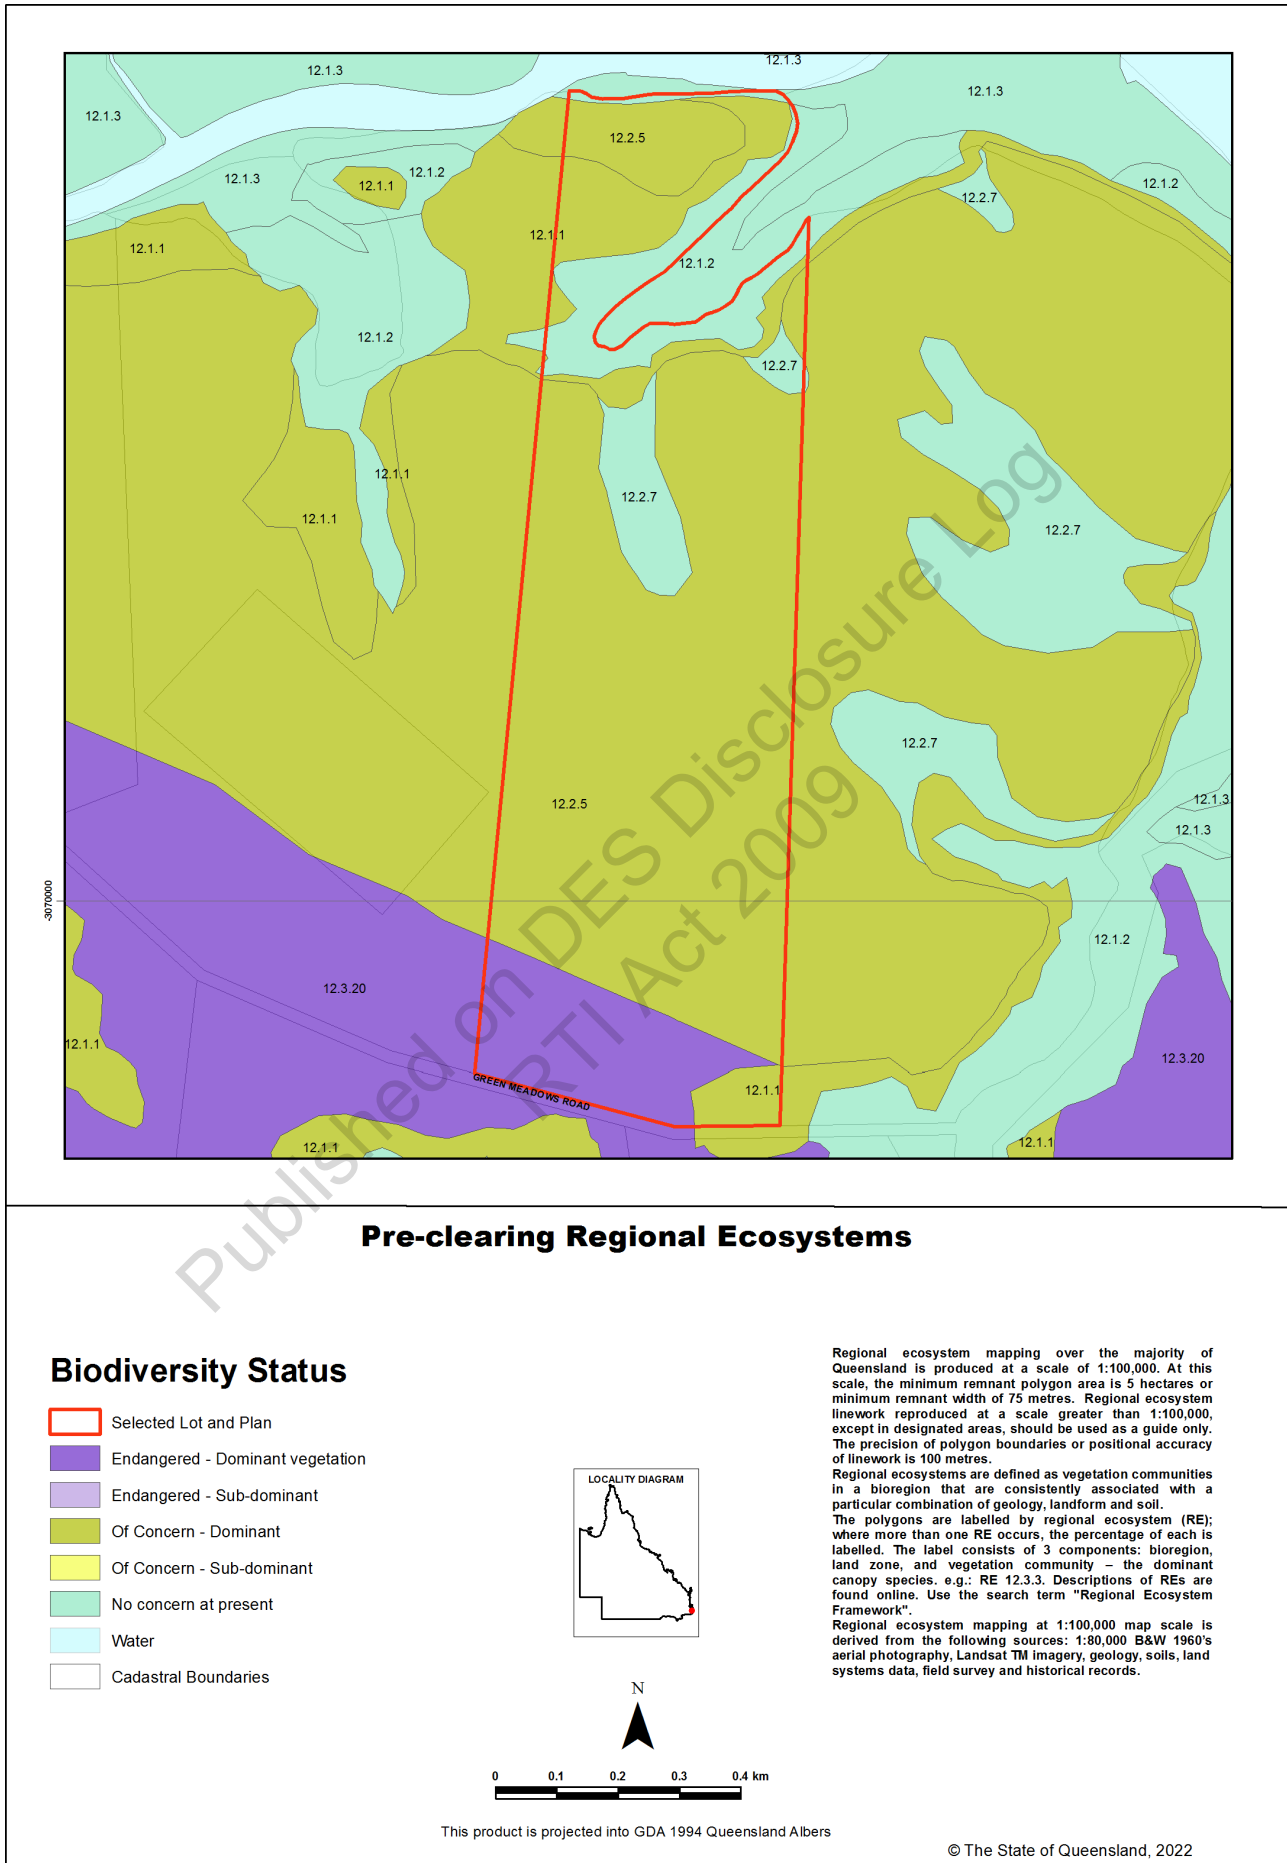 12.1.3
12.1.3
12.1.3
12.1.3
12.2.5
12.1.3
12.1.2
12.1.1
12.1.2
12.2.7
12.1.1
12.1.1
12.1.2
12.1.2
12.2.7
12.1.1
12.2.7
12.1.1
12.2.7
12.2.7
12.2.5
12.1.3
12.1.3
-3070000
12.1.2
12.3.20
12.1.1
12.3.20
GREEN MEADOWS ROAD
12.1.1
12.1.1
12.1.1
Published on DES Disclosure Log
RTI Act 2009
Pre-clearing Regional Ecosystems
Biodiversity Status
Selected Lot and Plan
Endangered - Dominant vegetation
Endangered - Sub-dominant
Of Concern - Dominant
Of Concern - Sub-dominant
No concern at present
Water
Cadastral Boundaries
LOCALITY DIAGRAM
N
0 0.1 0.2 0.3 0.4 km
This product is projected into GDA 1994 Queensland Albers
Regional ecosystem mapping over the majority of
Queensland is produced at a scale of 1:100,000. At this
scale, the minimum remnant polygon area is 5 hectares or
minimum remnant width of 75 metres. Regional ecosystem
linework reproduced at a scale greater than 1:100,000,
except in designated areas, should be used as a guide only.
The precision of polygon boundaries or positional accuracy
of linework is 100 metres.
Regional ecosystems are defined as vegetation communities
in a bioregion that are consistently associated with a
particular combination of geology, landform and soil.
The polygons are labelled by regional ecosystem (RE);
where more than one RE occurs, the percentage of each is
labelled. The label consists of 3 components: bioregion,
land zone, and vegetation community – the dominant
canopy species. e.g.: RE 12.3.3. Descriptions of REs are
found online. Use the search term "Regional Ecosystem
Framework".
Regional ecosystem mapping at 1:100,000 map scale is
derived from the following sources: 1:80,000 B&W 1960's
aerial photography, Landsat TM imagery, geology, soils, land
systems data, field survey and historical records.
© The State of Queensland, 2022